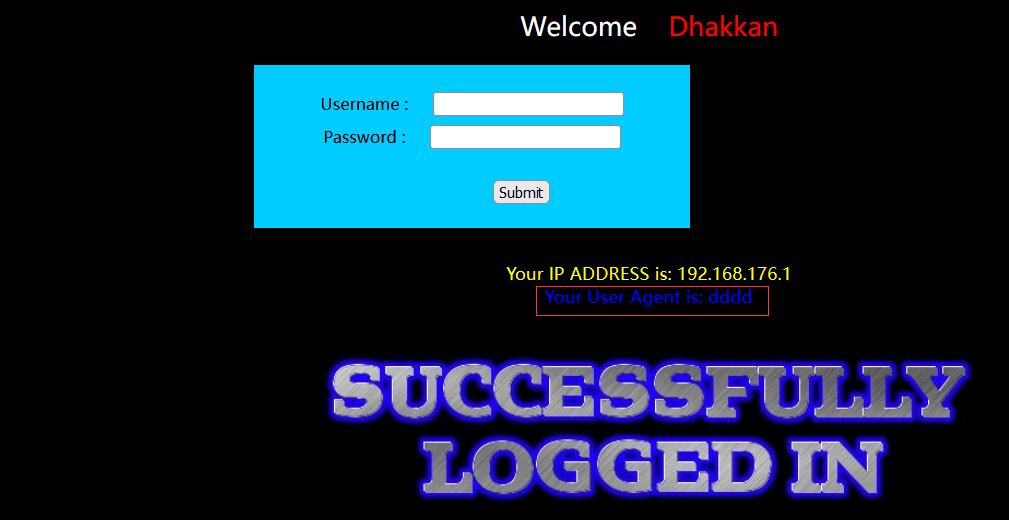 Welcome Dhakkan
Username :
Password :
Submit
Your IP ADDRESS is: 192.168.176.1
Your User Agent is: dddd
SUCCESSFULLY
LOGGED IN